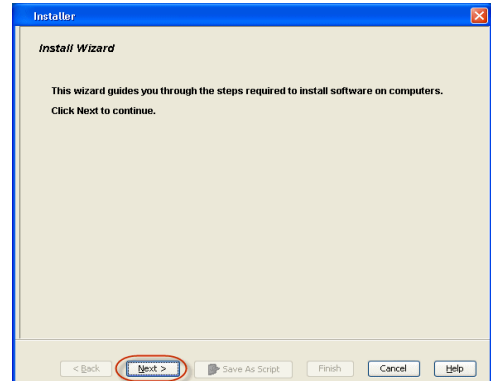 Installer
Install Wizard
This wizard guides you through the steps required to install software on computers.
Click Next to continue.
< Back Next > Save As Script Finish Cancel Help